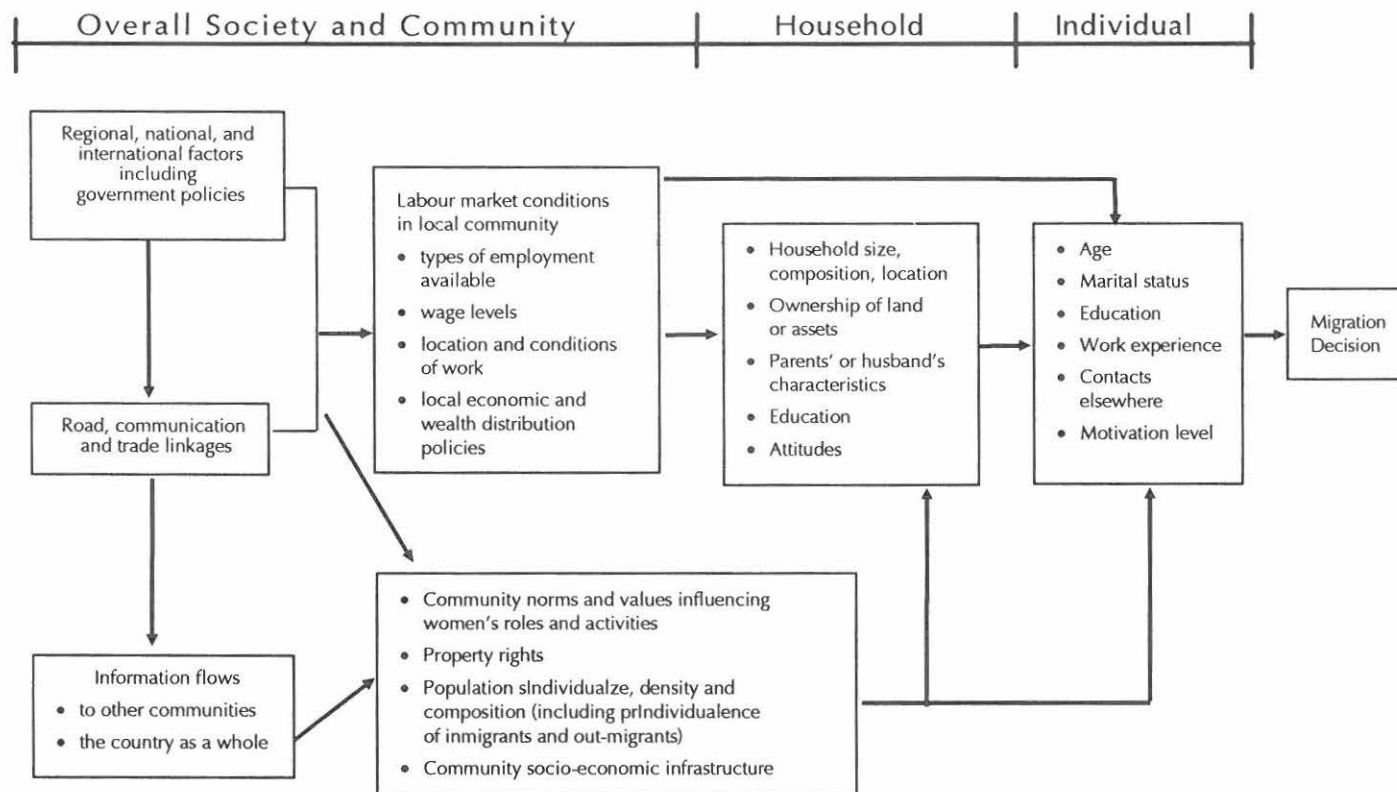 Overall Society and Community
Household
Individual
Regional, national, and
international factors
including
government policies
Road, communication
and trade linkages
Information flows
• to other communities
• the country as a whole
Labour market conditions
in local community
• types of employment
available
• wage levels
• location and conditions
of work
• local economic and
wealth distribution
policies
• Community norms and values influencing
women's roles and activities
• Property rights
• Population sIndividualze, density and
composition (including prIndividualence
of inmigrants and out-migrants)
• Community socio-economic infrastructure
• Household size,
composition, location
• Ownership of land
or assets
• Parents' or husband's
characteristics
• Education
• Attitudes
• Age
• Marital status
• Education
• Work experience
• Contacts
elsewhere
• Motivation level
Migration
Decision